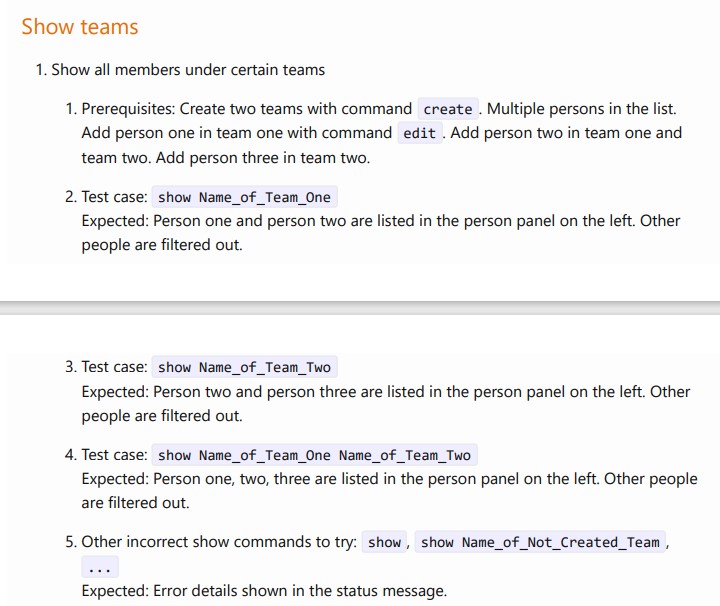 Show teams
1. Show all members under certain teams
1. Prerequisites: Create two teams with command create . Multiple persons in the list.
Add person one in team one with command edit . Add person two in team one and
team two. Add person three in team two.
2. Test case: show Name_of_Team_One
Expected: Person one and person two are listed in the person panel on the left. Other
people are filtered out.
3. Test case: show Name_of_Team_Two
Expected: Person two and person three are listed in the person panel on the left. Other
people are filtered out.
4. Test case: show Name_of_Team_One Name_of_Team_Two
Expected: Person one, two, three are listed in the person panel on the left. Other people
are filtered out.
5. Other incorrect show commands to try: show , show Name_of_Not_Created_Team ,
...
Expected: Error details shown in the status message.